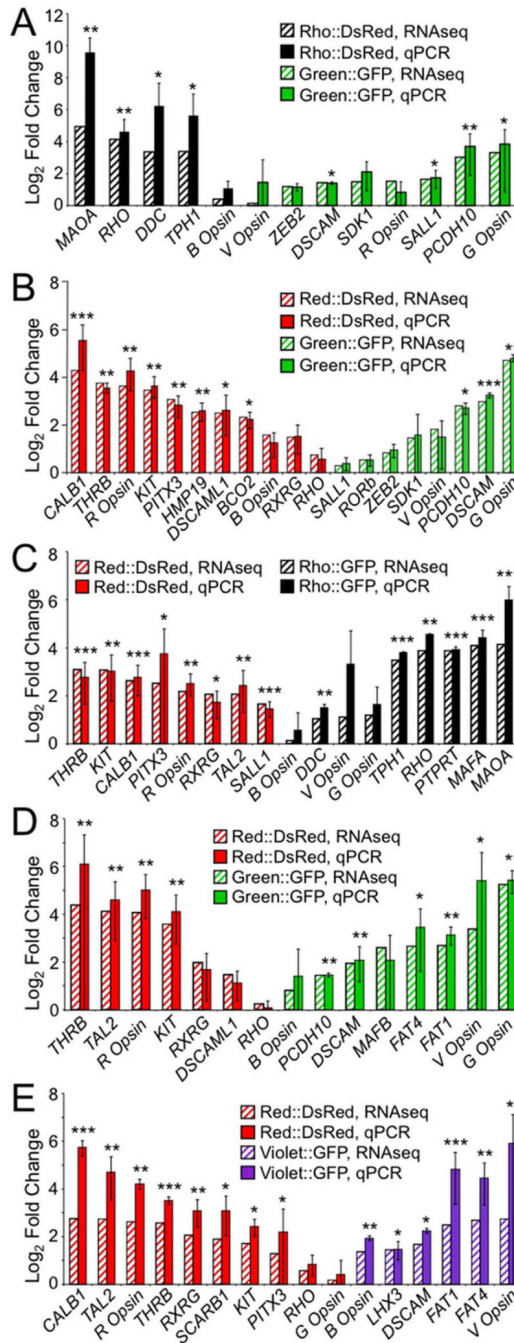 A
Log2 Fold Change
14
12
10
8
6
4
2
0
Rho::DsRed, RNAseq
Rho::DsRed, qPCR
Green::GFP, RNAseq
Green::GFP, qPCR
** ** * * * * ** *
MAOA RHO DDC TPH1 B Opsin V Opsin ZEB2 DSCAM SDK1 R Opsin SALL1 PCDH10 G Opsin
B
Log2 Fold Change
8
6
4
2
0
Red::DsRed, RNAseq
Red::DsRed, qPCR
Green::GFP, RNAseq
Green::GFP, qPCR
*** ** ** ** ** ** * * * *** **
CALB1 THRB R Opsin KIT PITX3 HMP19 DSCAML1 BCO2 B Opsin RXRG RHO SALL1 RORb ZEB2 SDK1 V Opsin PCDH10 DSCAM G Opsin
C
Log2 Fold Change
8
6
4
2
0
Red::DsRed, RNAseq
Red::DsRed, qPCR
Rho::GFP, RNAseq
Rho::GFP, qPCR
*** ** *** * ** * ** *** ** *** ** *** ** ***
THRB KIT CALB1 PITX3 R Opsin RXRG TAL2 SALL1 B Opsin DDC V Opsin G Opsin TPH1 RHO PTPRT MAFA MAOA
D
Log2 Fold Change
8
6
4
2
0
Red::DsRed, RNAseq
Red::DsRed, qPCR
Green::GFP, RNAseq
Green::GFP, qPCR
** ** ** ** ** ** * ** * **
THRB TAL2 R Opsin KIT RXRG DSCAML1 RHO B Opsin PCDH10 DSCAM MAFB FAT4 FAT1 V Opsin G Opsin
E
Log2 Fold Change
8
6
4
2
0
Red::DsRed, RNAseq
Red::DsRed, qPCR
Violet::GFP, RNAseq
Violet::GFP, qPCR
*** ** ** *** ** * * * ** * * *** ** *
CALB1 TAL2 R Opsin THRB RXRG SCARB1 KIT PITX3 RHO G Opsin B Opsin LHX3 DSCAM FAT1 FAT4 V Opsin